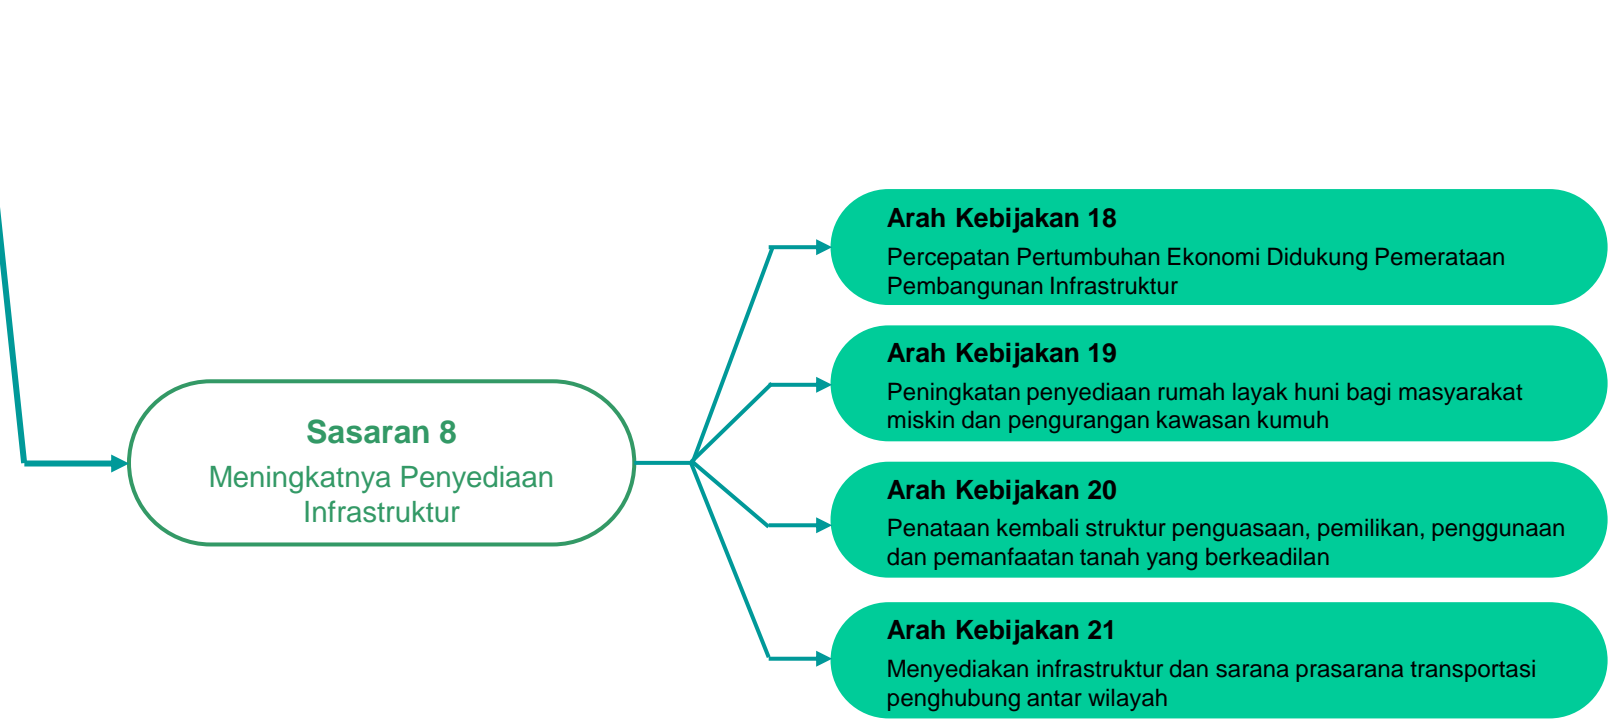 Sasaran 8
Meningkatnya Penyediaan
Infrastruktur
Arah Kebijakan 18
Percepatan Pertumbuhan Ekonomi Didukung Pemerataan
Pembangunan Infrastruktur
Arah Kebijakan 19
Peningkatan penyediaan rumah layak huni bagi masyarakat
miskin dan pengurangan kawasan kumuh
Arah Kebijakan 20
Penataan kembali struktur penguasaan, pemilikan, penggunaan
dan pemanfaatan tanah yang berkeadilan
Arah Kebijakan 21
Menyediakan infrastruktur dan sarana prasarana transportasi
penghubung antar wilayah